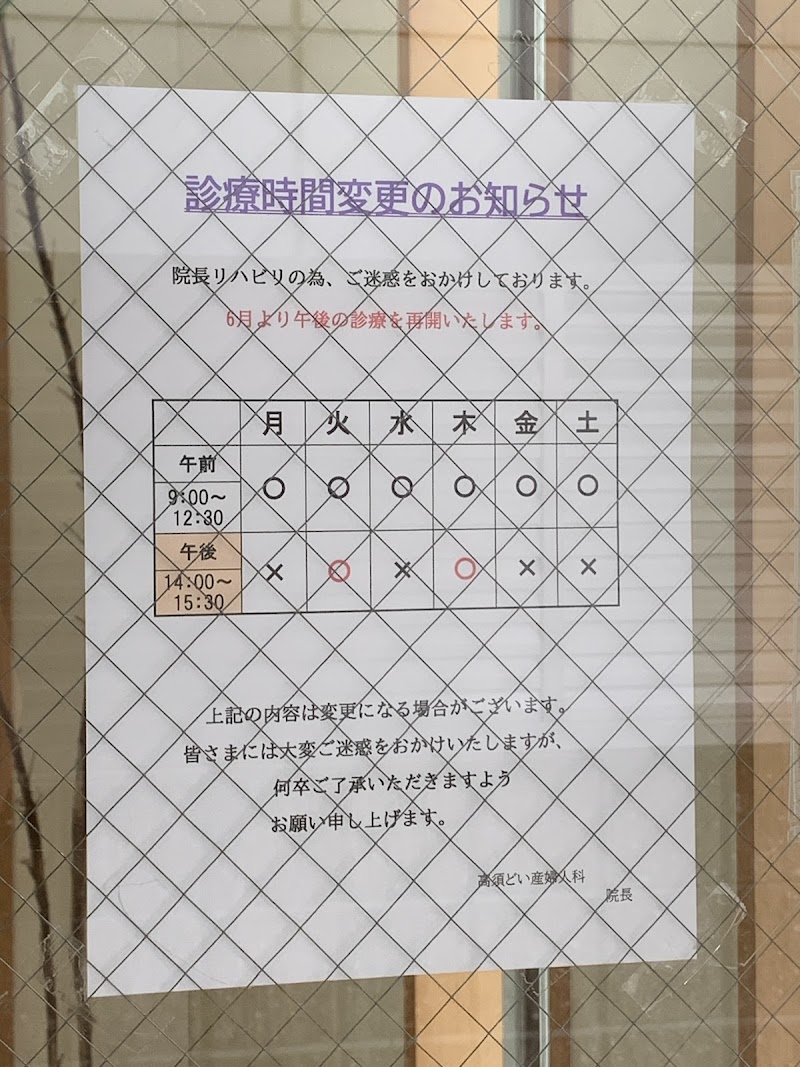 診療時間変更のお知らせ
院長リハビリの為、ご迷惑をおかけしております。
6月より午後の診療を再開いたします。
月 火 水 木 金 土
午前
9:00～
12:30
○ ○ ○ ○ ○ ○
午後
14:00～
15:30
× ○ × ○ × ×
上記の内容は変更になる場合がございます。
皆さまには大変ご迷惑をおかけいたしますが、
何卒ご了承いただきますよう
お願い申し上げます。
高須どい産婦人科
院長